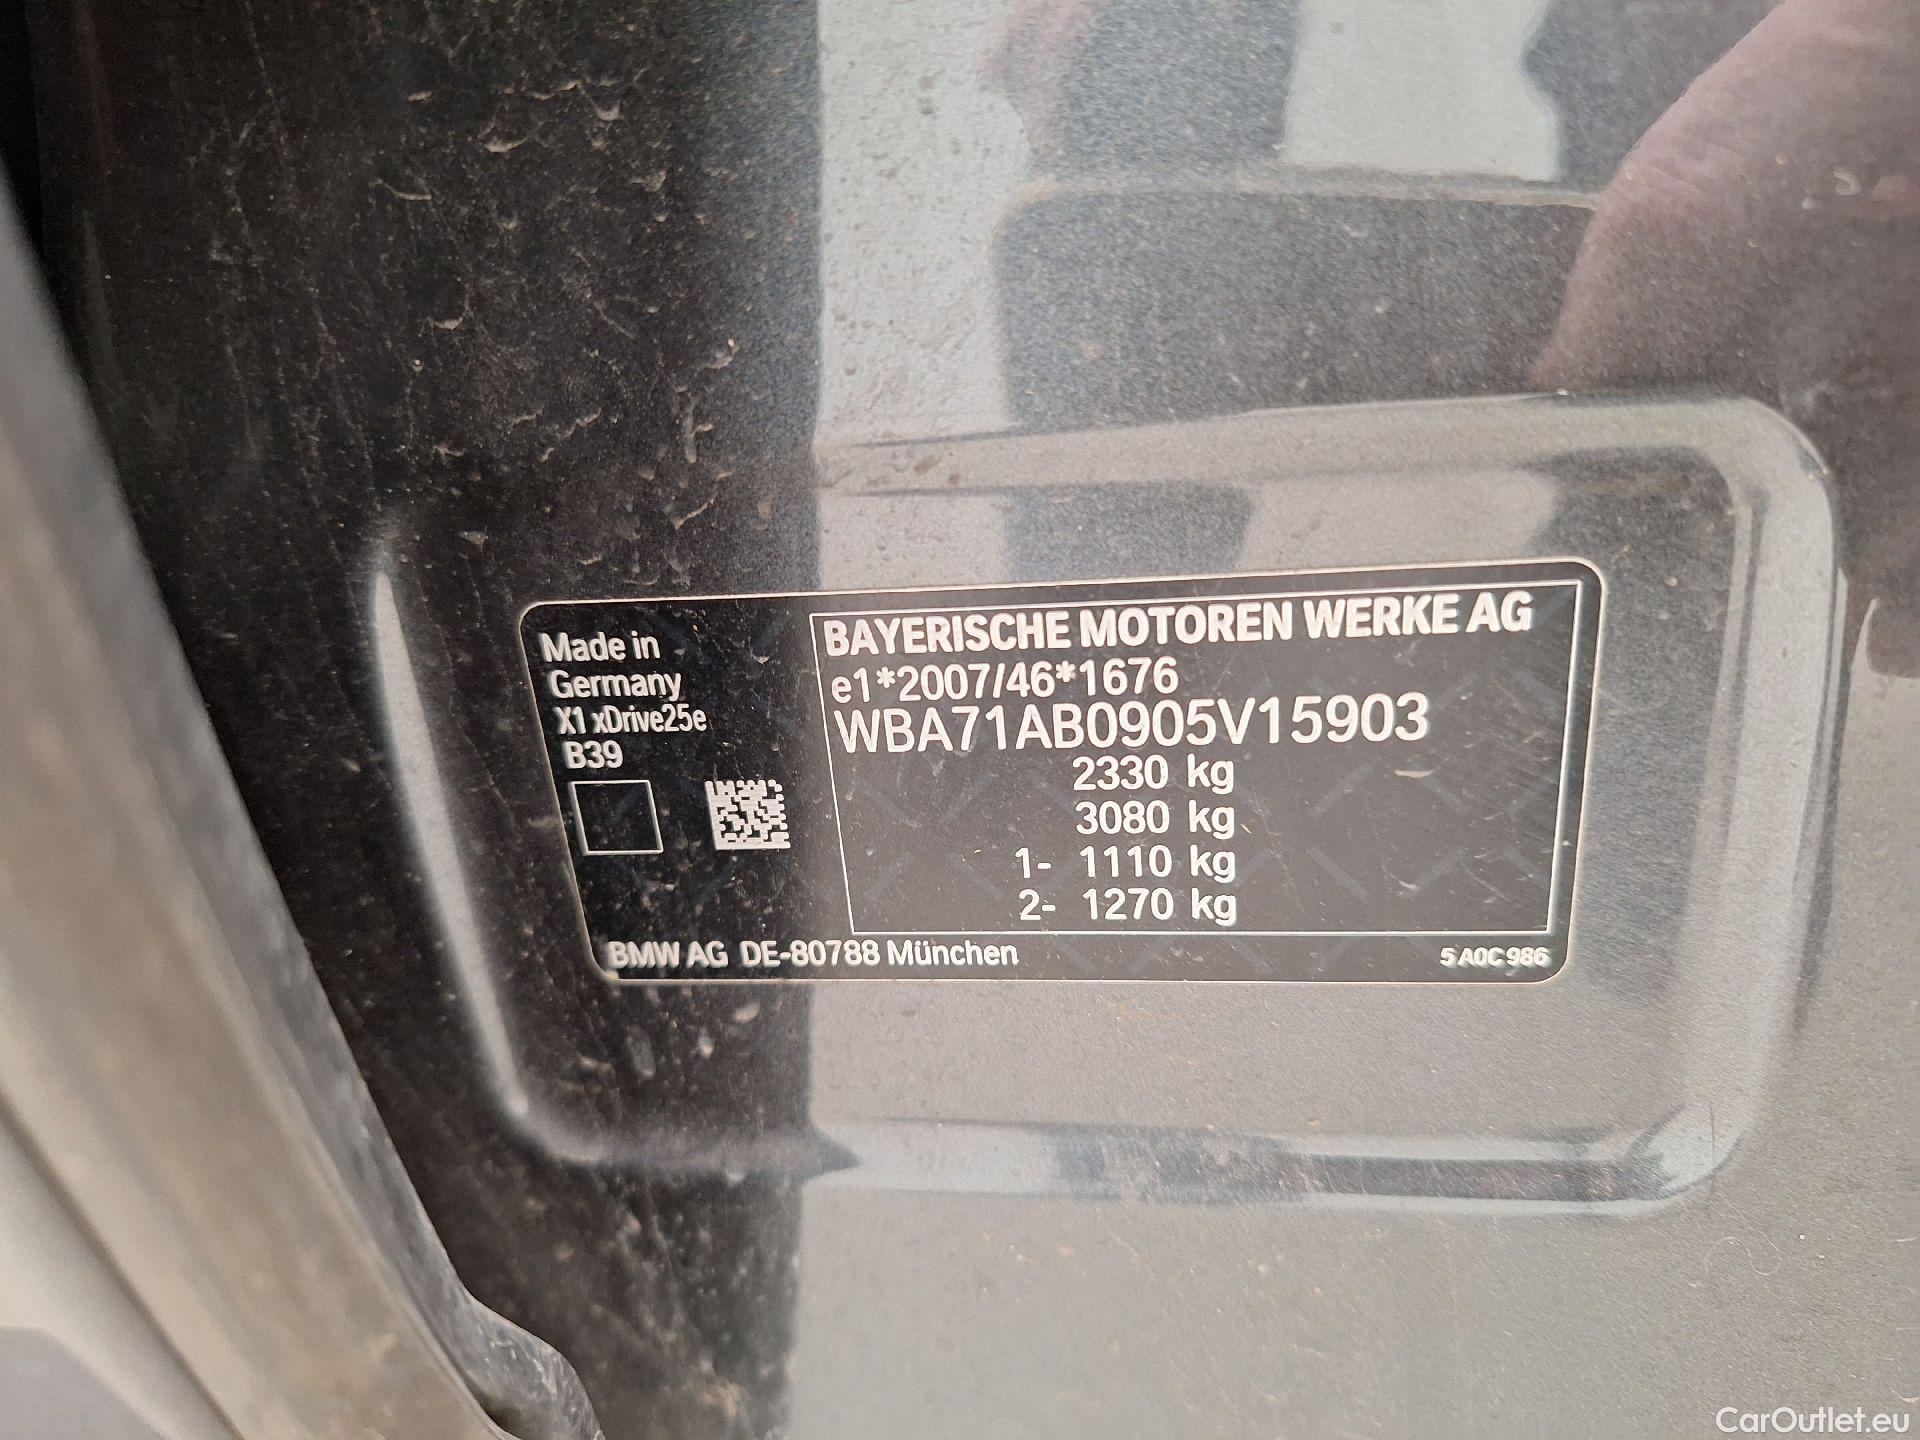 Made in
Germany
X1 xDrive25e
B39
BAYERISCHE MOTOREN WERKE AG
e1*2007/46*1676
WBA71AB0905V15903
2330 kg
3080 kg
1- 1110 kg
2- 1270 kg
BMW AG DE-80788 München
5 A0C 986
CarOutlet.eu